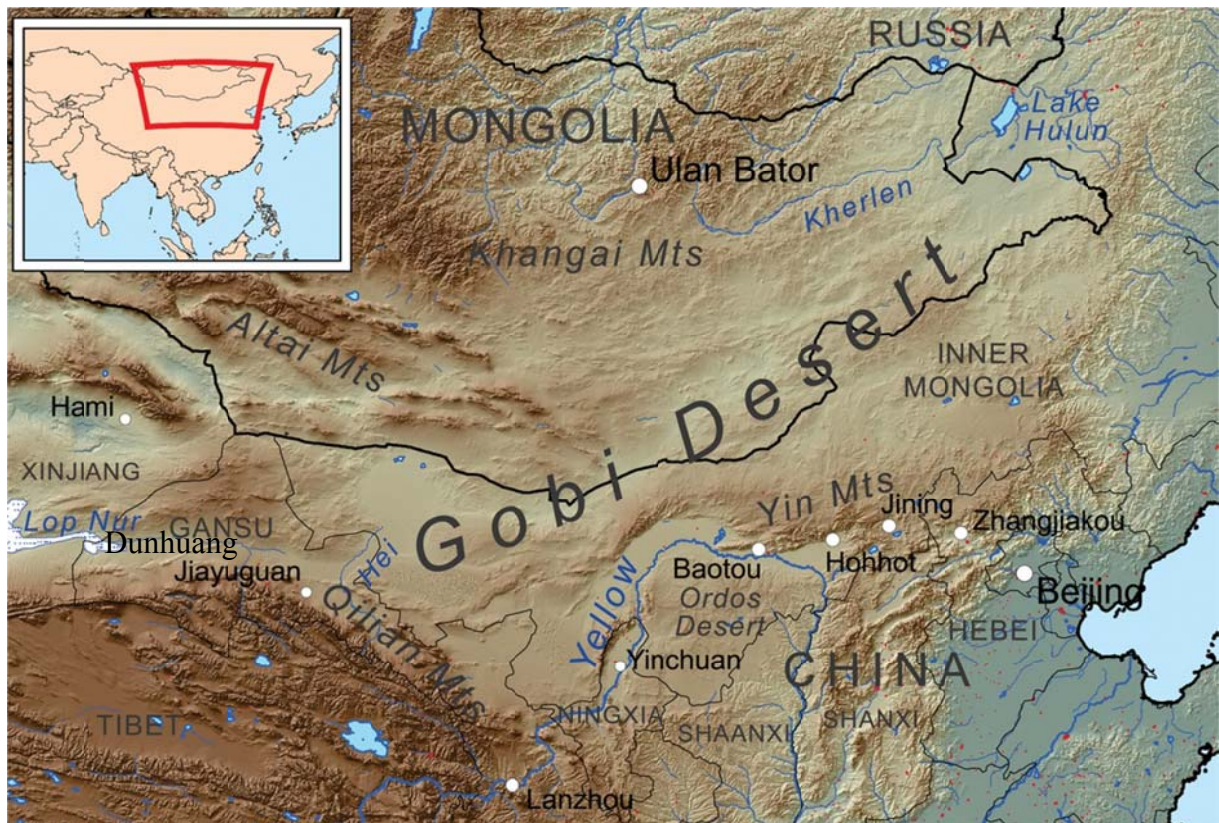 RUSSIA
Lake
Hulun
MONGOLIA
Ulan Bator
Kherlen
Khangai Mts
Gobi Desert
Altai Mts
INNER
MONGOLIA
Hami
XINJIANG
Lop Nur
GANSU
Dunhuang
Jiayuguan
Hei
Qilian Mts
Yin Mts
Jining
Zhangjiakou
Hohhot
Baotou
Beijing
Yellow
Ordos
Desert
HEBEI
Yinchuan
CHINA
NINGXIA
SHAANXI
SHANXI
TIBET
Lanzhou